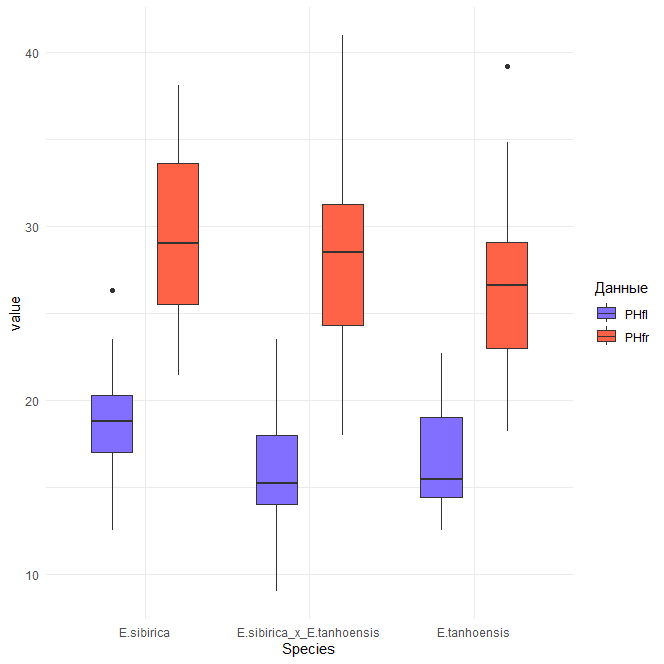 40
30
20
10
value
E.sibirica
E.sibirica_x_E.tanhoensis
E.tanhoensis
Species
Данные
PHfl
PHfr